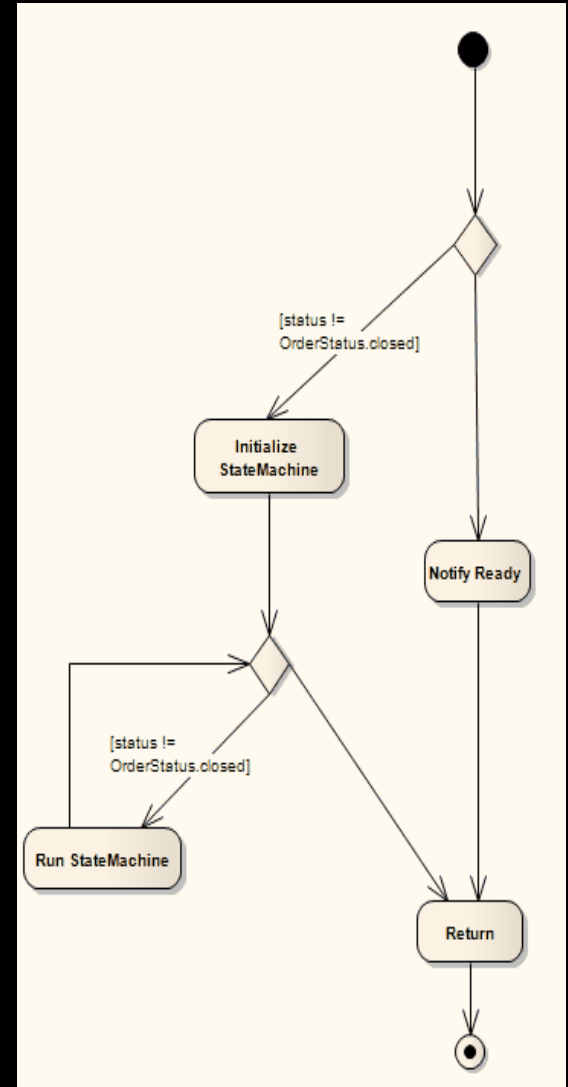 [status !=
OrderStatus.closed]
Initialize
StateMachine
Notify Ready
[status !=
OrderStatus.closed]
Run StateMachine
Return